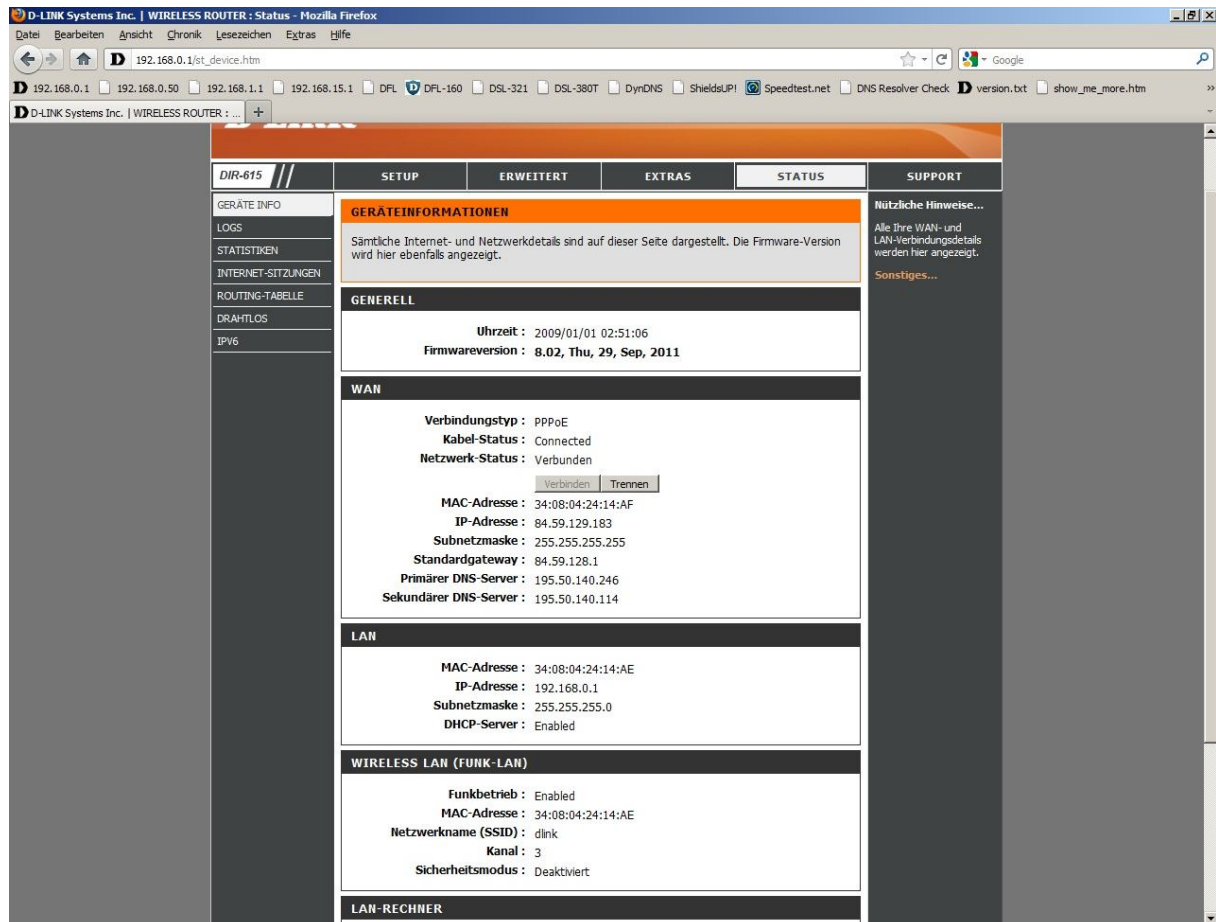 D-LINK Systems Inc. | WIRELESS ROUTER : Status - Mozilla Firefox
Datei Bearbeiten Ansicht Chronik Lesezeichen Extras Hilfe
192.168.0.1/st_device.htm Google
192.168.0.1 192.168.0.50 192.168.1.1 192.168.15.1 DFL DFL-160 DSL-321 DSL-380T DynDNS ShieldsUP! Speedtest.net DNS Resolver Check version.txt show_me_more.htm »
D-LINK Systems Inc. | WIRELESS ROUTER : ... +
DIR-615 // SETUP ERWEITERT EXTRAS STATUS SUPPORT
GERÄTE INFO
LOGS
STATISTIKEN
INTERNET-SITZUNGEN
ROUTING-TABELLE
DRAHTLOS
IPV6
GERÄTEINFORMATIONEN
Sämtliche Internet- und Netzwerkdetails sind auf dieser Seite dargestellt. Die Firmware-Version
wird hier ebenfalls angezeigt.
GENERELL
Uhrzeit : 2009/01/01 02:51:06
Firmwareversion : 8.02, Thu, 29, Sep, 2011
WAN
Verbindungstyp : PPPoE
Kabel-Status : Connected
Netzwerk-Status : Verbunden
Verbinden Trennen
MAC-Adresse : 34:08:04:24:14:AF
IP-Adresse : 84.59.129.183
Subnetzmaske : 255.255.255.255
Standardgateway : 84.59.128.1
Primärer DNS-Server : 195.50.140.246
Sekundärer DNS-Server : 195.50.140.114
LAN
MAC-Adresse : 34:08:04:24:14:AE
IP-Adresse : 192.168.0.1
Subnetzmaske : 255.255.255.0
DHCP-Server : Enabled
WIRELESS LAN (FUNK-LAN)
Funkbetrieb : Enabled
MAC-Adresse : 34:08:04:24:14:AE
Netzwerkname (SSID) : dlink
Kanal : 3
Sicherheitsmodus : Deaktiviert
LAN-RECHNER
Nützliche Hinweise...
Alle Ihre WAN- und
LAN-Verbindungsdetails
werden hier angezeigt.
Sonstiges...